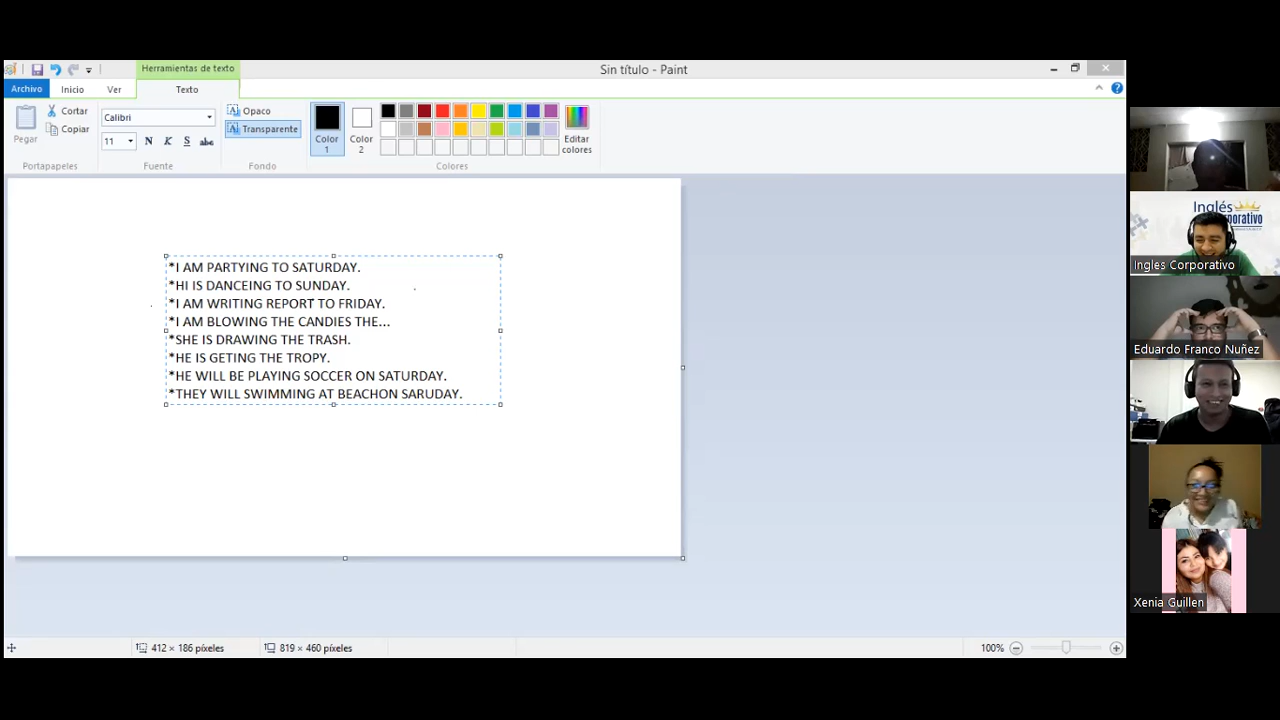 Herramientas de texto
Sin título - Paint
Archivo
Inicio
Ver
Texto
Pegar
Cortar
Copiar
Portapapeles
Calibri
11
N
K
S
abc
Fuente
Opaco
Transparente
Fondo
Color
1
Color
2
Editar
colores
Colores
*I AM PARTYING TO SATURDAY.
*HI IS DANCEING TO SUNDAY.
*I AM WRITING REPORT TO FRIDAY.
*I AM BLOWING THE CANDIES THE...
*SHE IS DRAWING THE TRASH.
*HE IS GETING THE TROPY.
*HE WILL BE PLAYING SOCCER ON SATURDAY.
*THEY WILL SWIMMING AT BEACHON SARUDAY.
412 × 186 píxeles
819 × 460 píxeles
100%
Inglés
Corporativo
Ingles Corporativo
Eduardo Franco Nuñez
Xenia Guillen